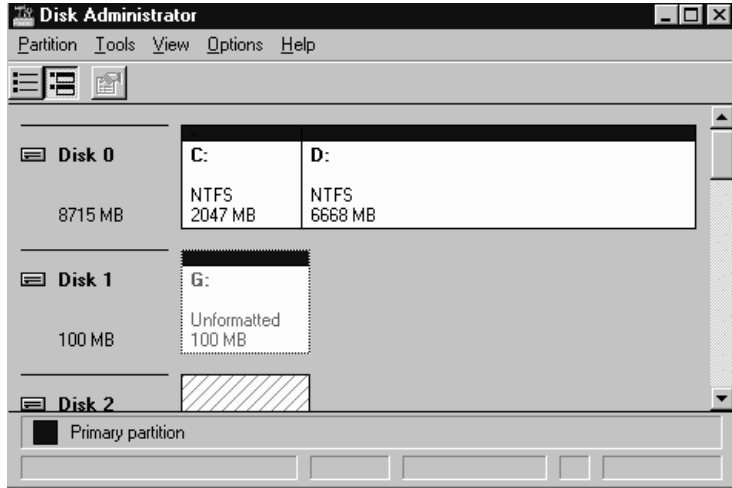 Disk Administrator
Partition Tools View Options Help
Disk 0
C:
D:
NTFS
NTFS
8715 MB
2047 MB
6668 MB
Disk 1
G:
Unformatted
100 MB
100 MB
Disk 2
Primary partition